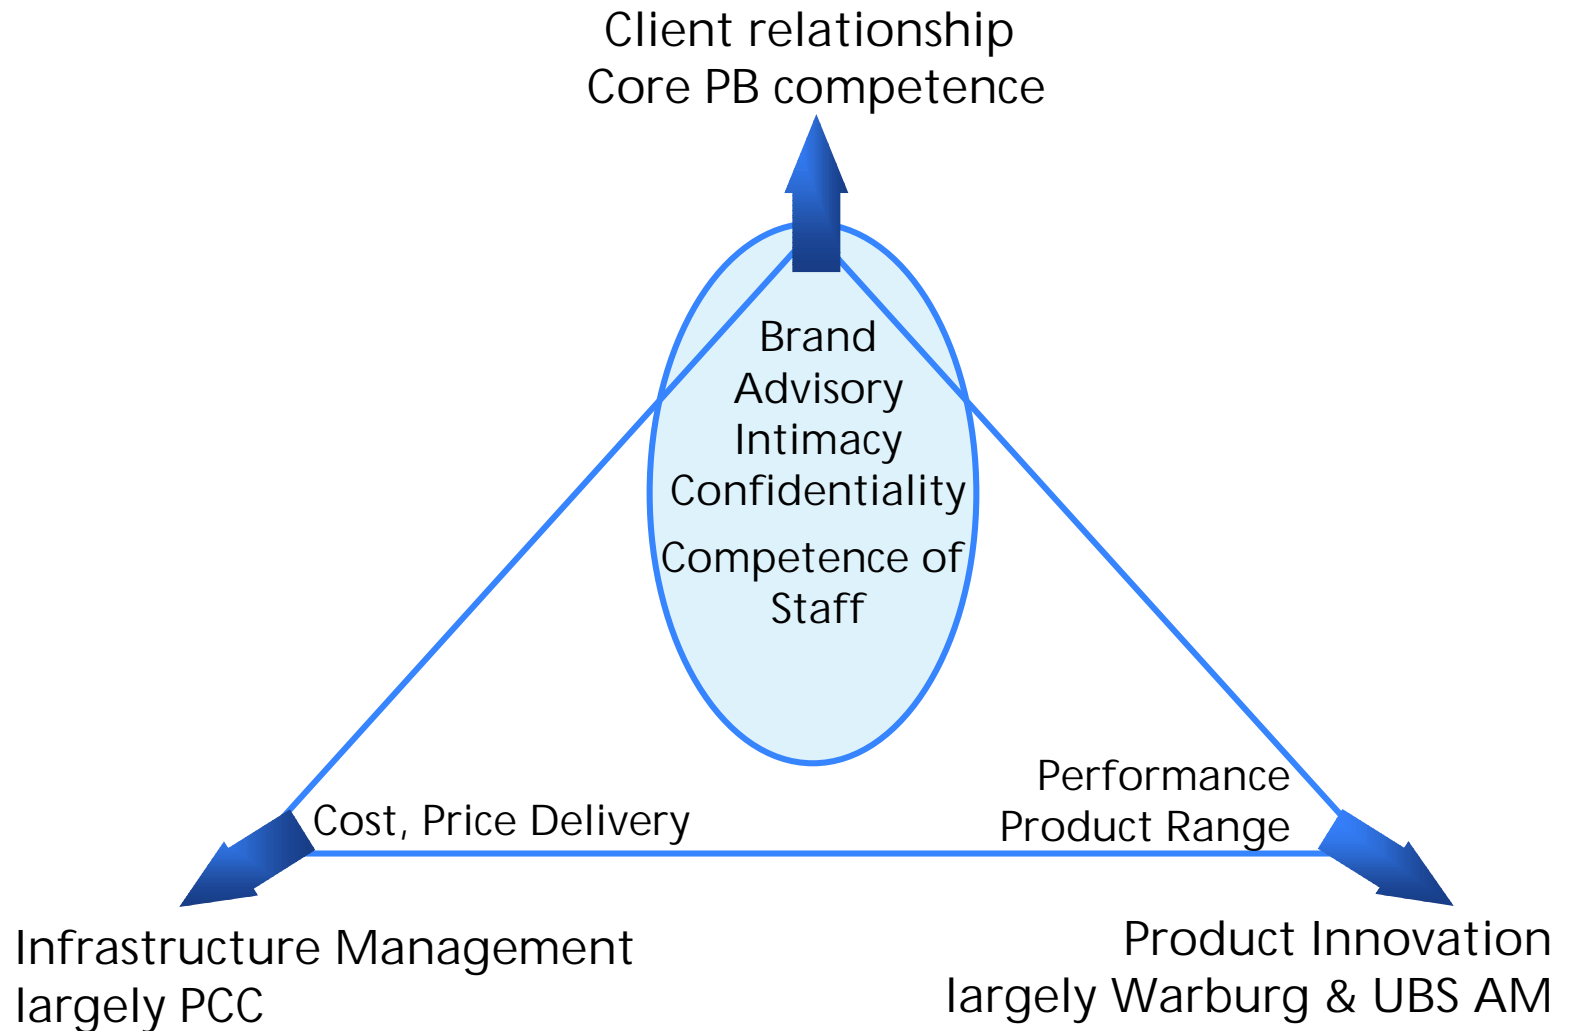 Client relationship
Core PB competence
Brand
Advisory
Intimacy
Confidentiality
Competence of
Staff
Cost, Price Delivery
Performance
Product Range
Infrastructure Management
largely PCC
Product Innovation
largely Warburg & UBS AM